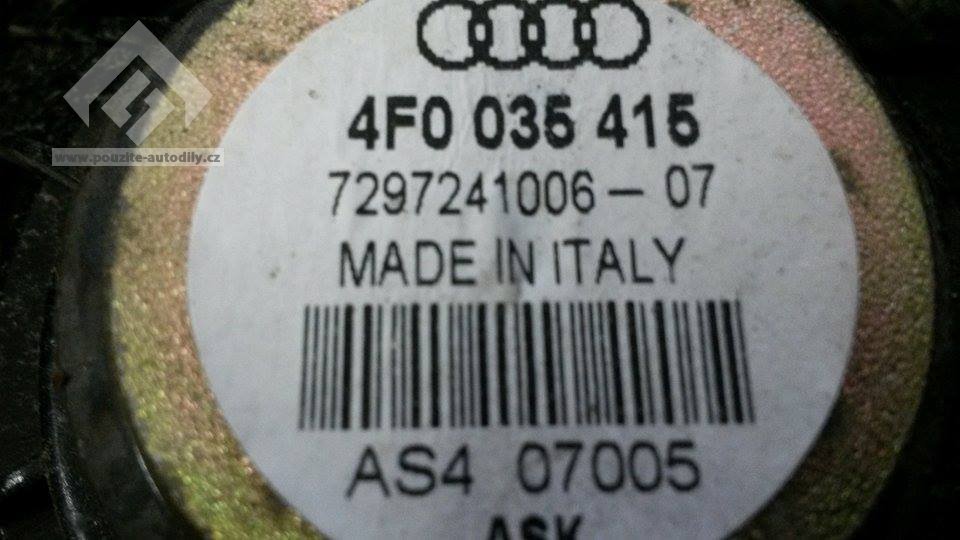 4F0 035 415
www.pouzite-autodily.cz
7297241006-07
MADE IN ITALY
AS4 07005
ASK